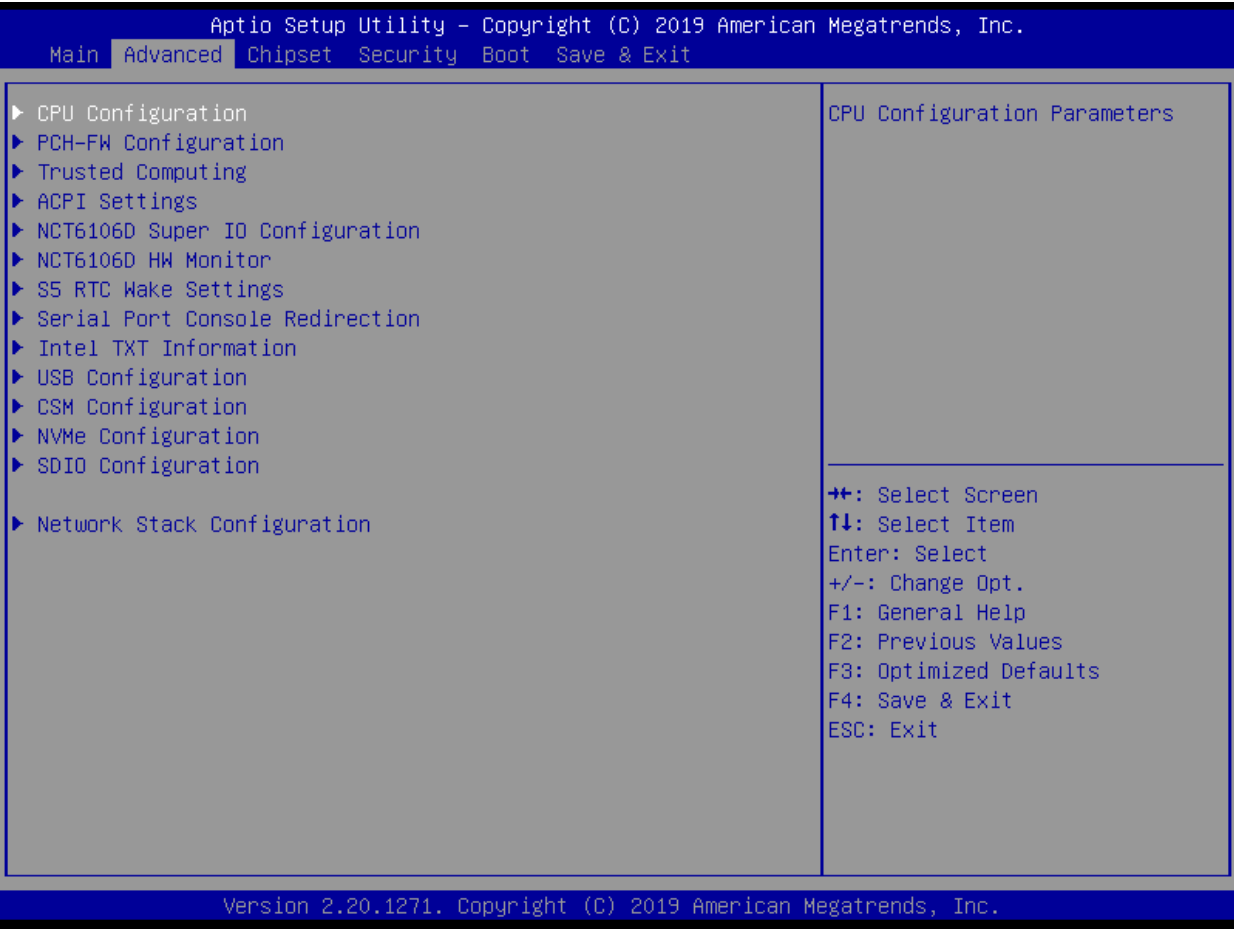 Aptio Setup Utility – Copyright (C) 2019 American Megatrends, Inc.
Main Advanced Chipset Security Boot Save & Exit
▶ CPU Configuration
▶ PCH-FW Configuration
▶ Trusted Computing
▶ ACPI Settings
▶ NCT6106D Super IO Configuration
▶ NCT6106D HW Monitor
▶ S5 RTC Wake Settings
▶ Serial Port Console Redirection
▶ Intel TXT Information
▶ USB Configuration
▶ CSM Configuration
▶ NVMe Configuration
▶ SDIO Configuration
▶ Network Stack Configuration
CPU Configuration Parameters
→←: Select Screen
↑↓: Select Item
Enter: Select
+/-: Change Opt.
F1: General Help
F2: Previous Values
F3: Optimized Defaults
F4: Save & Exit
ESC: Exit
Version 2.20.1271. Copyright (C) 2019 American Megatrends, Inc.